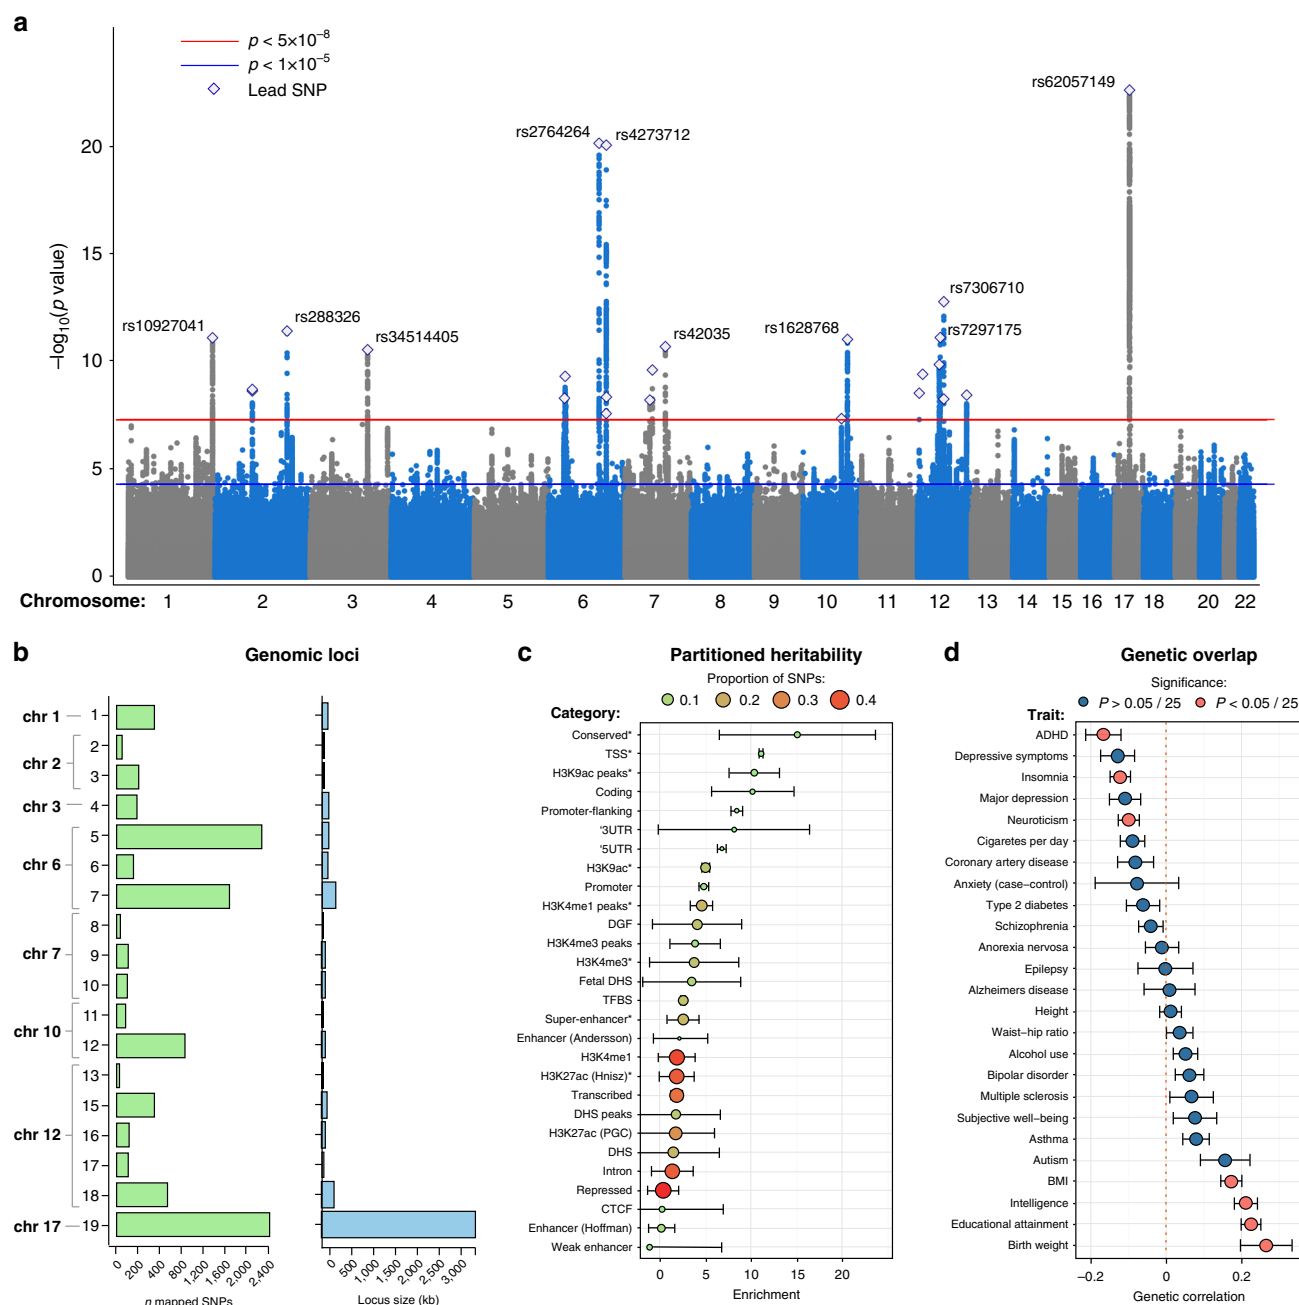 a
p < 5×10⁻⁸
p < 1×10⁻⁵
Lead SNP
rs62057149
rs2764264
rs4273712
rs7306710
rs10927041
rs288326
rs34514405
rs42035
rs1628768
rs7297175
−log₁₀(p value)
20
15
10
5
0
Chromosome: 1 2 3 4 5 6 7 8 9 10 11 12 13 14 15 16 17 18 20 22
b
Genomic loci
chr 1
chr 2
chr 3
chr 6
chr 7
chr 10
chr 12
chr 17
1
2
3
4
5
6
7
8
9
10
11
12
13
15
16
17
18
19
0 200 400 800 1,200 1,600 2,000 2,400
n mapped SNPs
0 500 1,000 1,500 2,000 2,500 3,000
Locus size (kb)
c
Partitioned heritability
Proportion of SNPs:
0.1 0.2 0.3 0.4
Category:
Conserved*
TSS*
H3K9ac peaks*
Coding
Promoter-flanking
'3UTR
'5UTR
H3K9ac*
Promoter
H3K4me1 peaks*
DGF
H3K4me3 peaks
H3K4me3*
Fetal DHS
TFBS
Super-enhancer*
Enhancer (Andersson)
H3K4me1
H3K27ac (Hnisz)*
Transcribed
DHS peaks
H3K27ac (PGC)
DHS
Intron
Repressed
CTCF
Enhancer (Hoffman)
Weak enhancer
0 5 10 15 20
Enrichment
d
Genetic overlap
Significance:
P > 0.05 / 25 P < 0.05 / 25
Trait:
ADHD
Depressive symptoms
Insomnia
Major depression
Neuroticism
Cigaretes per day
Coronary artery disease
Anxiety (case-control)
Type 2 diabetes
Schizophrenia
Anorexia nervosa
Epilepsy
Alzheimers disease
Height
Waist–hip ratio
Alcohol use
Bipolar disorder
Multiple sclerosis
Subjective well-being
Asthma
Autism
BMI
Intelligence
Educational attainment
Birth weight
−0.2 0 0.2
Genetic correlation